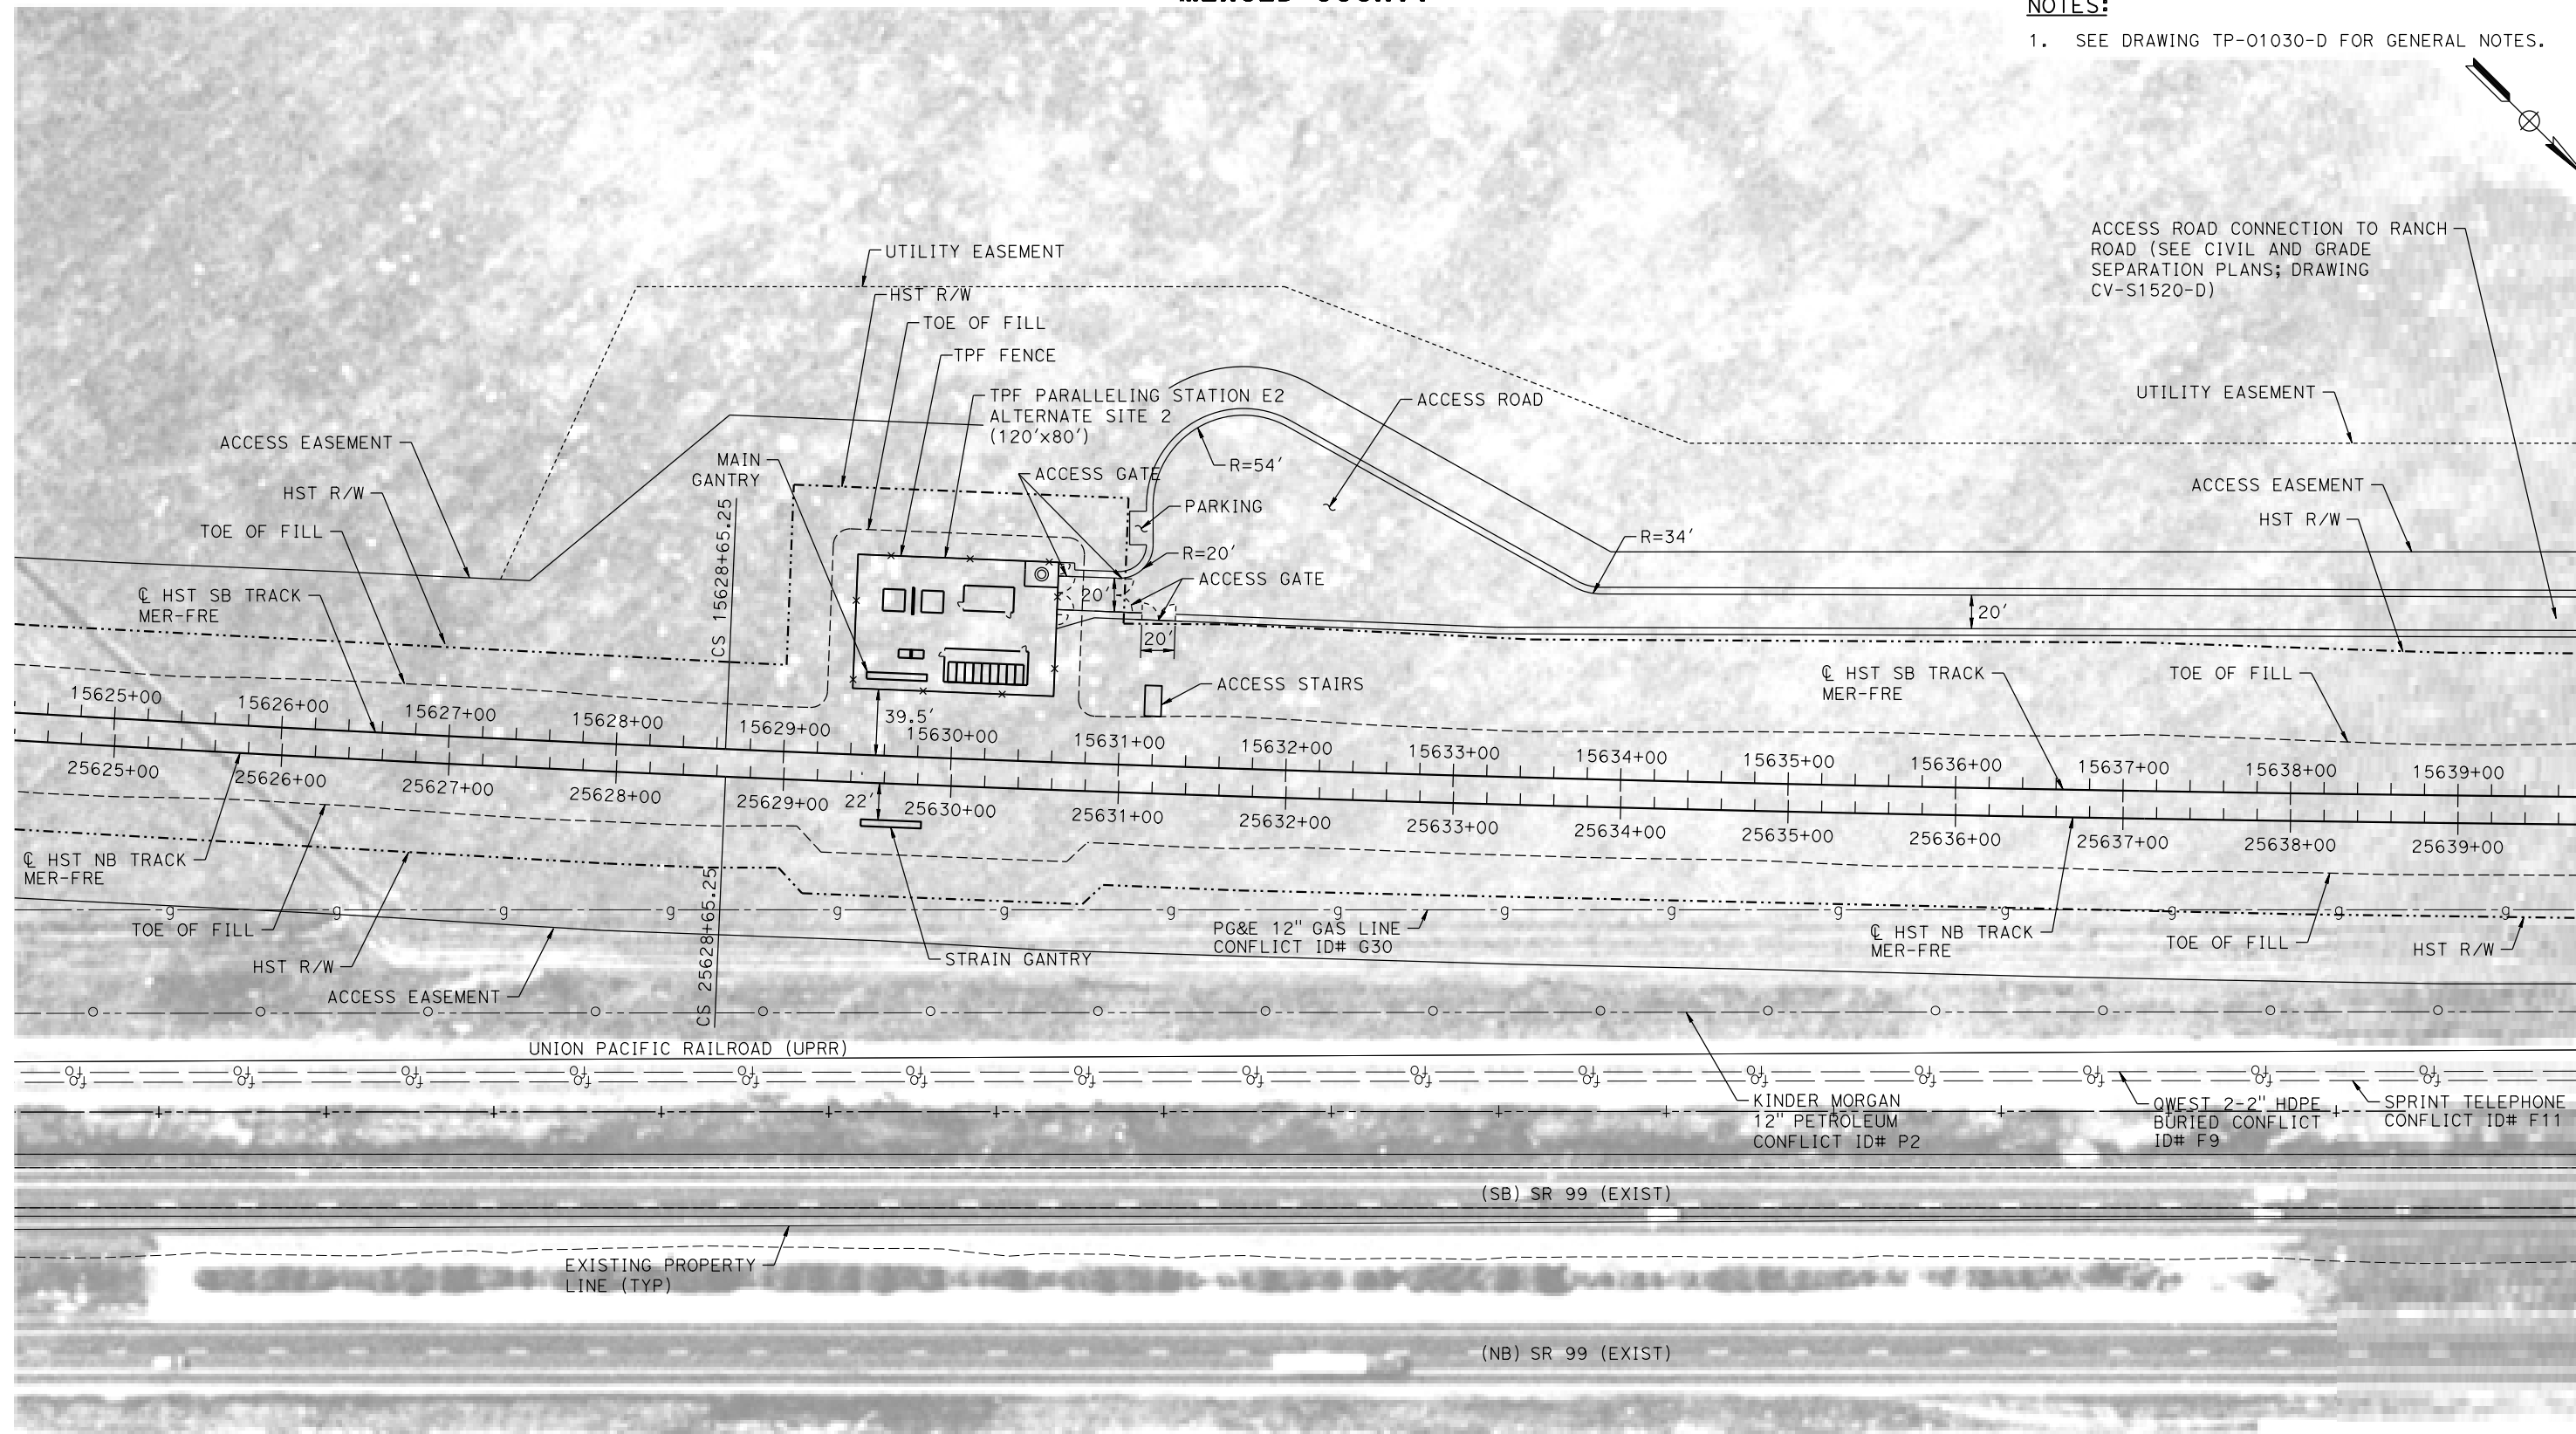 MERCED COUNTY
NOTES:
1. SEE DRAWING TP-O1030-D FOR GENERAL NOTES.
ACCESS ROAD CONNECTION TO RANCH
ROAD (SEE CIVIL AND GRADE
SEPARATION PLANS; DRAWING
CV-S1520-D)
UTILITY EASEMENT
HST R/W
TOE OF FILL
TPF FENCE
TPF PARALLELING STATION E2
ALTERNATE SITE 2
(120'x80')
ACCESS ROAD
UTILITY EASEMENT
ACCESS EASEMENT
MAIN
GANTRY
ACCESS GATE
R=54'
HST R/W
PARKING
ACCESS EASEMENT
HST R/W
TOE OF FILL
CS 15628+65.25
R=20'
R=34'
ACCESS GATE
20'
20'
20'
℄ HST SB TRACK
MER-FRE
ACCESS STAIRS
℄ HST SB TRACK
MER-FRE
TOE OF FILL
39.5'
15625+00
15626+00
15627+00
15628+00
15629+00
15630+00
15631+00
15632+00
15633+00
15634+00
15635+00
15636+00
15637+00
15638+00
15639+00
25625+00
25626+00
25627+00
25628+00
25629+00
22'
25630+00
25631+00
25632+00
25633+00
25634+00
25635+00
25636+00
25637+00
25638+00
25639+00
℄ HST NB TRACK
MER-FRE
TOE OF FILL
HST R/W
ACCESS EASEMENT
CS 25628+65.25
g g g g g g g g g g g g g g g
STRAIN GANTRY
PG&E 12" GAS LINE
CONFLICT ID# G30
℄ HST NB TRACK
MER-FRE
TOE OF FILL
HST R/W
UNION PACIFIC RAILROAD (UPRR)
KINDER MORGAN
12" PETROLEUM
CONFLICT ID# P2
QWEST 2-2" HDPE
BURIED CONFLICT
ID# F9
SPRINT TELEPHONE
CONFLICT ID# F11
(SB) SR 99 (EXIST)
EXISTING PROPERTY
LINE (TYP)
(NB) SR 99 (EXIST)